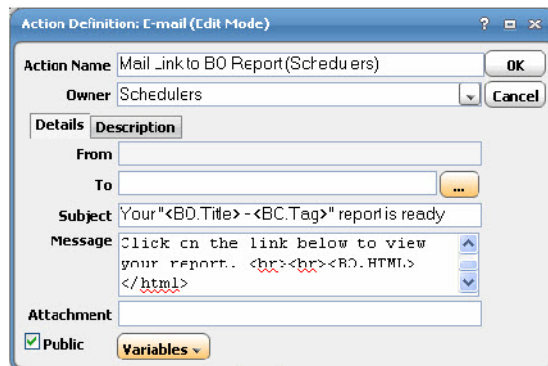 Action Definition: E-mail (Edit Mode) ?
Action Name Mail Link to BO Report (Schedulers) OK
Owner Schedulers Cancel
Details Description
From
To ...
Subject Your "<BO.Title> - <BO.Tag>" report is ready
Message Click on the link below to view
your report. <br><br><BO.HTML>
</html>
Attachment
Public Variables